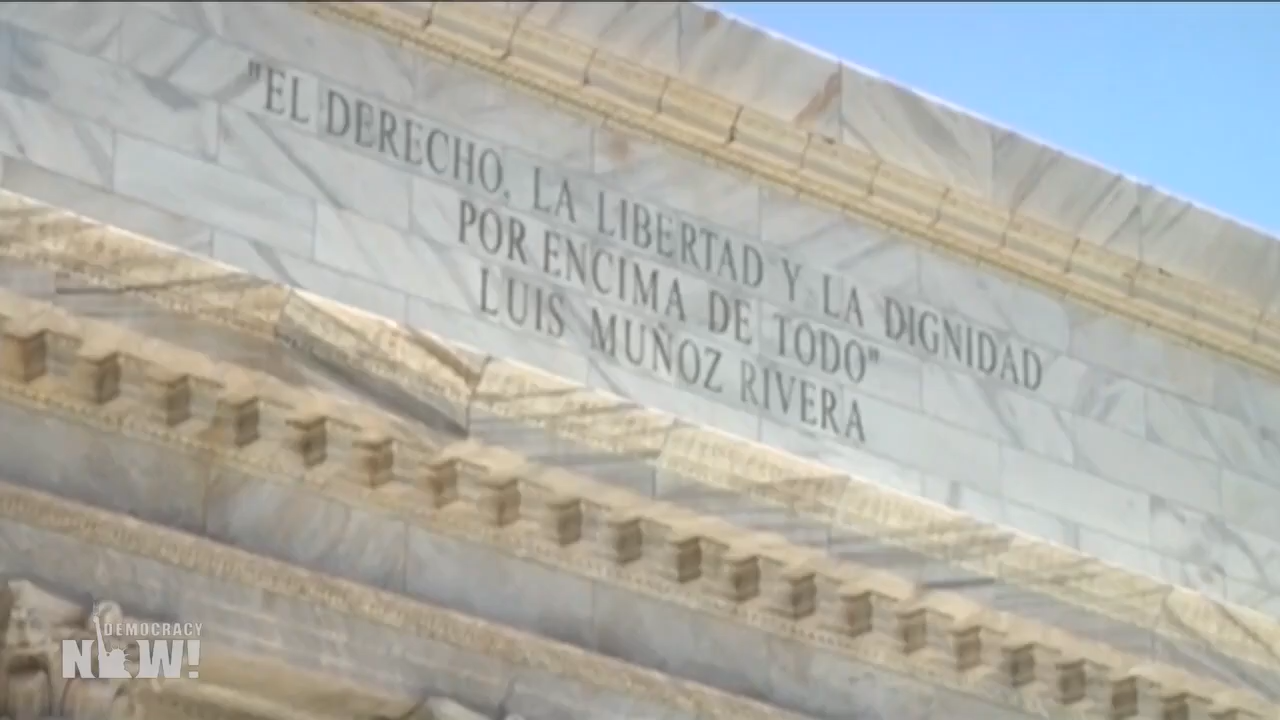 "EL DERECHO, LA LIBERTAD Y LA DIGNIDAD
POR ENCIMA DE TODO"
LUIS MUÑOZ RIVERA
DEMOCRACY
NOW!